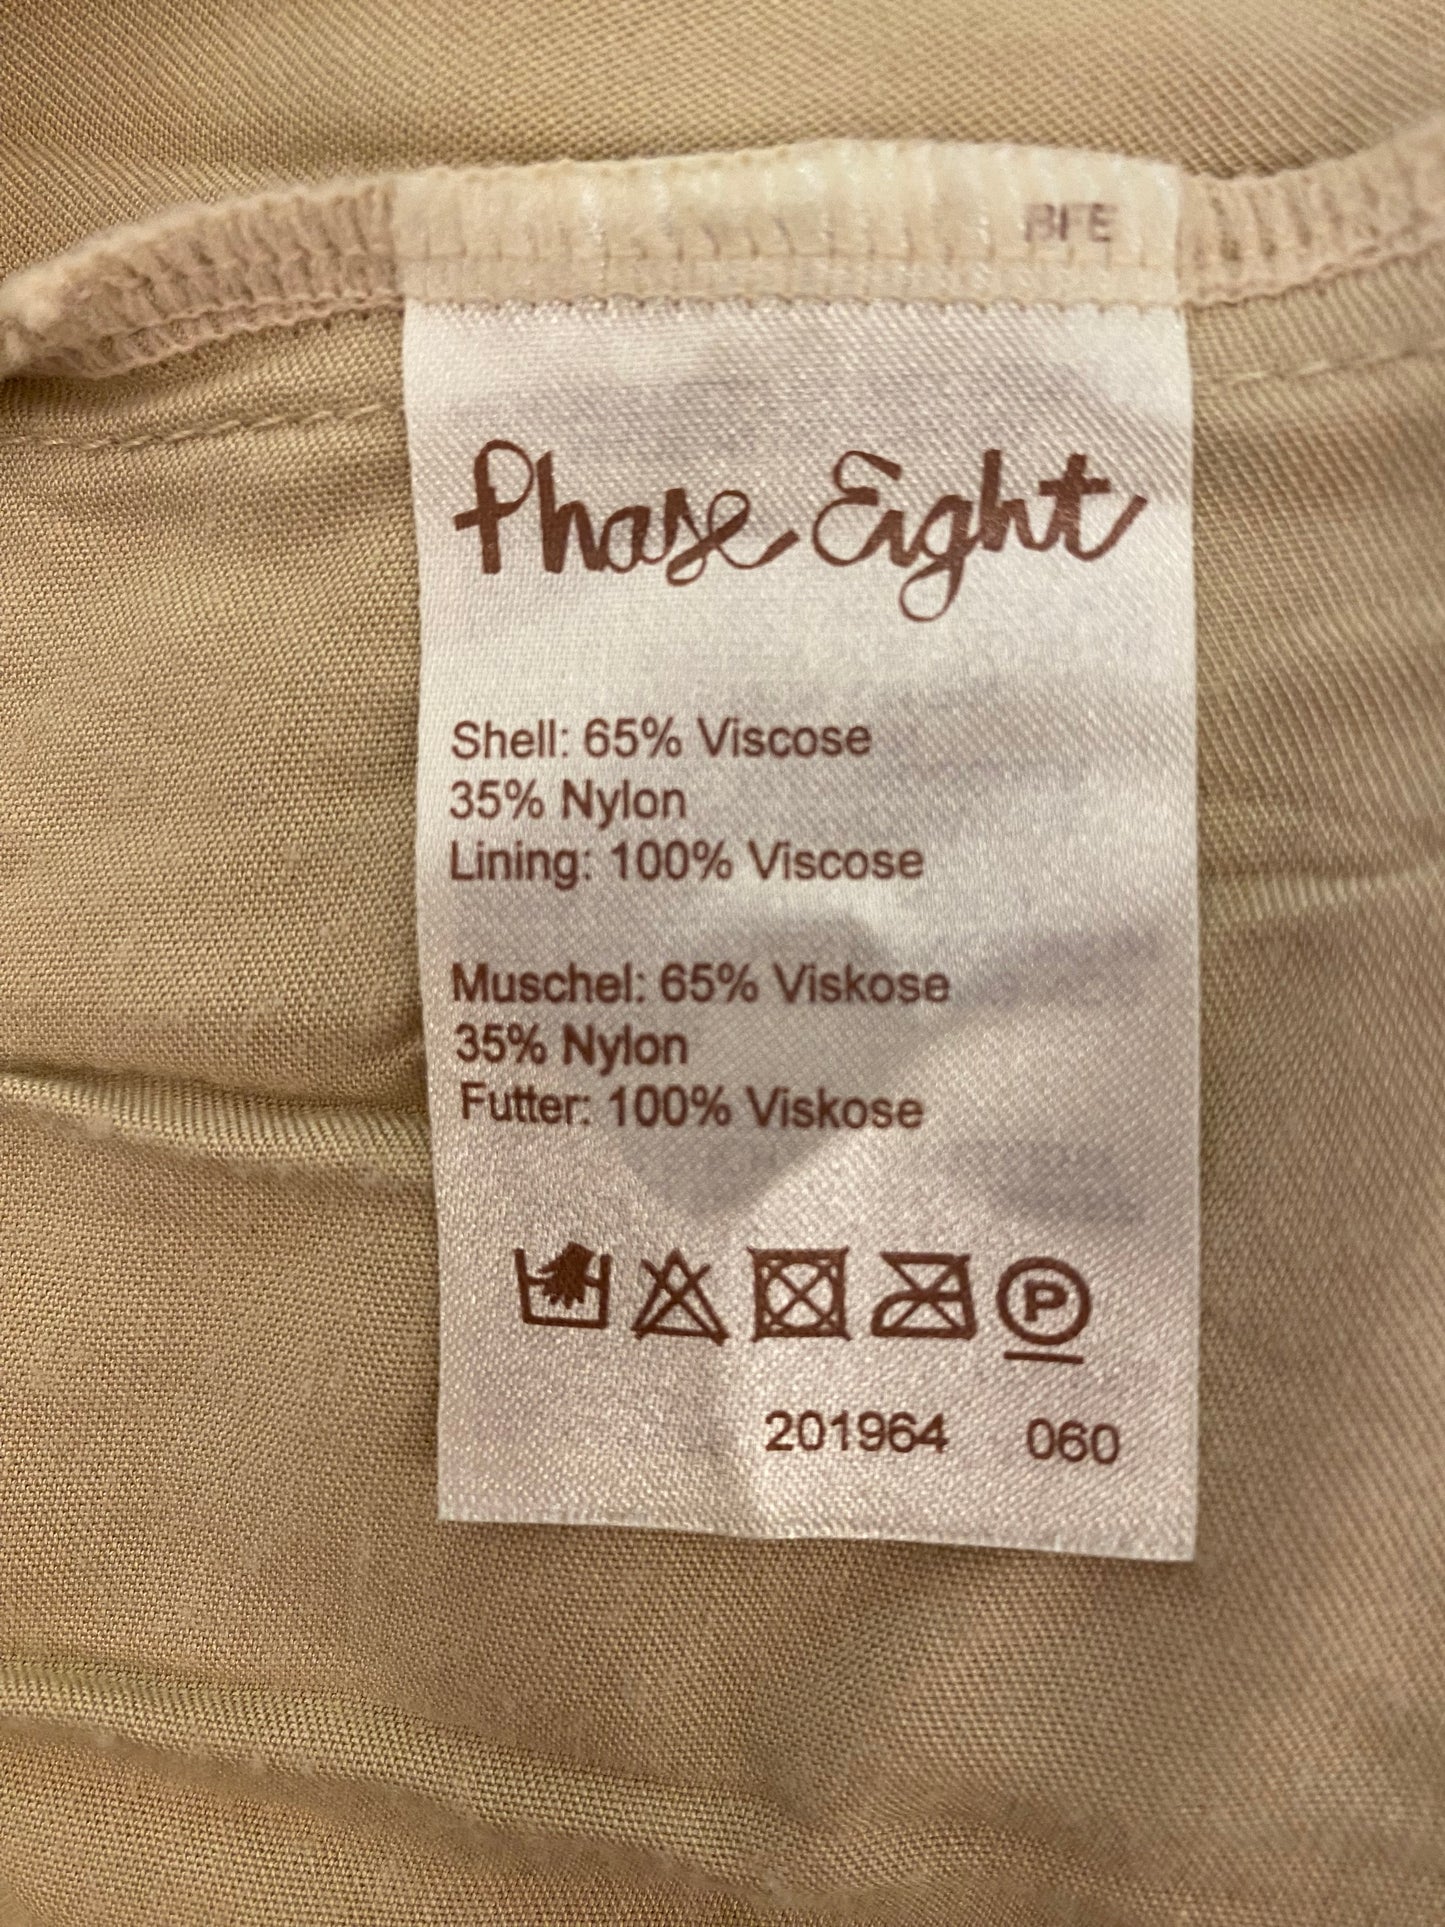 BFE
Phase Eight
Shell: 65% Viscose
35% Nylon
Lining: 100% Viscose
Muschel: 65% Viskose
35% Nylon
Futter: 100% Viskose
P
201964 060